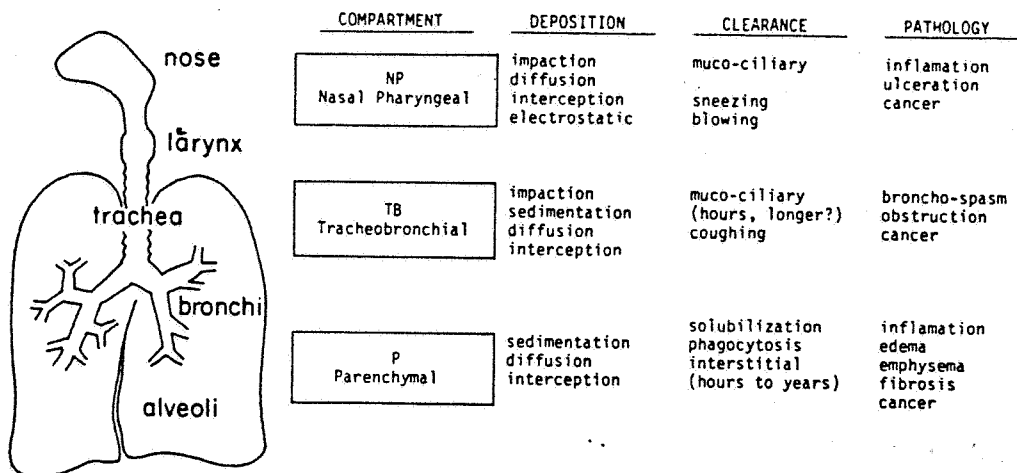 COMPARTMENT DEPOSITION CLEARANCE PATHOLOGY
nose
larynx
trachea
bronchi
alveoli
NP
Nasal Pharyngeal
impaction
diffusion
interception
electrostatic
muco-ciliary
sneezing
blowing
inflamation
ulceration
cancer
TB
Tracheobronchial
impaction
sedimentation
diffusion
interception
muco-ciliary
(hours, longer?)
coughing
broncho-spasm
obstruction
cancer
P
Parenchymal
sedimentation
diffusion
interception
solubilization
phagocytosis
interstitial
(hours to years)
inflamation
edema
emphysema
fibrosis
cancer